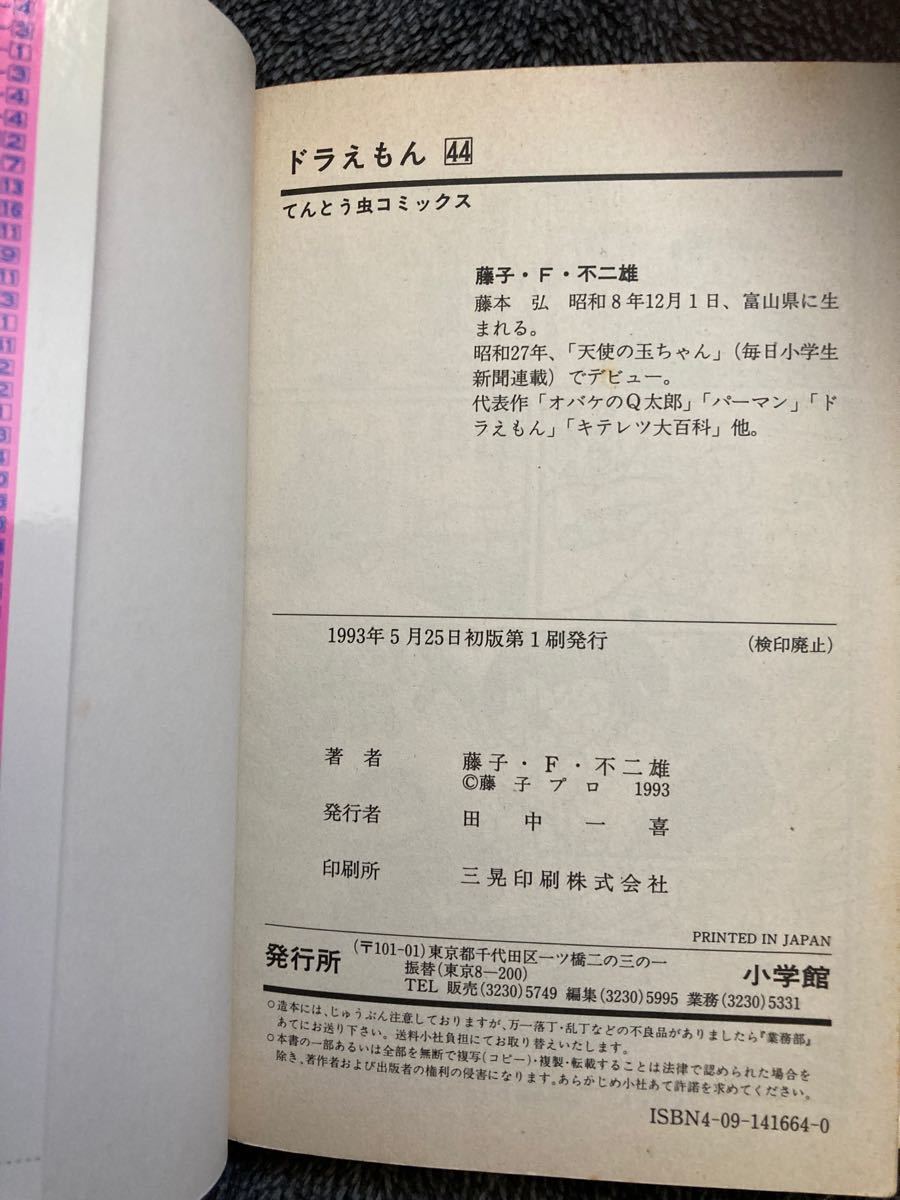 ドラえもん 44
てんとう虫コミックス
藤子・F・不二雄
藤本 弘 昭和8年12月1日、富山県に生
まれる。
昭和27年、「天使の玉ちゃん」(毎日小学生
新聞連載)でデビュー。
代表作「オバケのQ太郎」「パーマン」「ド
ラえもん」「キテレツ大百科」他。
1993年5月25日初版第1刷発行 (検印廃止)
著者 藤子・F・不二雄
©藤子プロ 1993
発行者 田中一喜
印刷所 三晃印刷株式会社
PRINTED IN JAPAN
発行所 (〒101-01)東京都千代田区一ツ橋二の三の一 小学館
振替(東京8—200)
TEL 販売(3230)5749 編集(3230)5995 業務(3230)5331
○造本には、じゅうぶん注意しておりますが、万一落丁・乱丁などの不良品がありましたら『業務部』
あてにお送り下さい。送料小社負担にてお取り替えいたします。
○本書の一部あるいは全部を無断で複写(コピー)・複製・転載することは法律で認められた場合を
除き、著作者および出版者の権利の侵害になります。あらかじめ小社あて許諾を求めてください。
ISBN4-09-141664-0